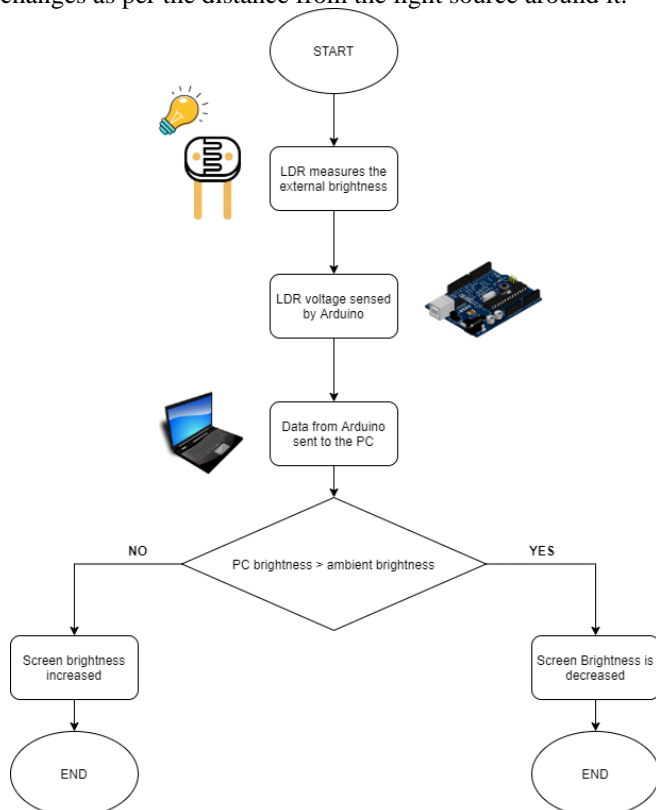 changes as per the distance from the light source around it.
START
LDR measures the
external brightness
LDR voltage sensed
by Arduino
Data from Arduino
sent to the PC
PC brightness > ambient brightness
NO
YES
Screen brightness
increased
Screen Brightness is
decreased
END
END